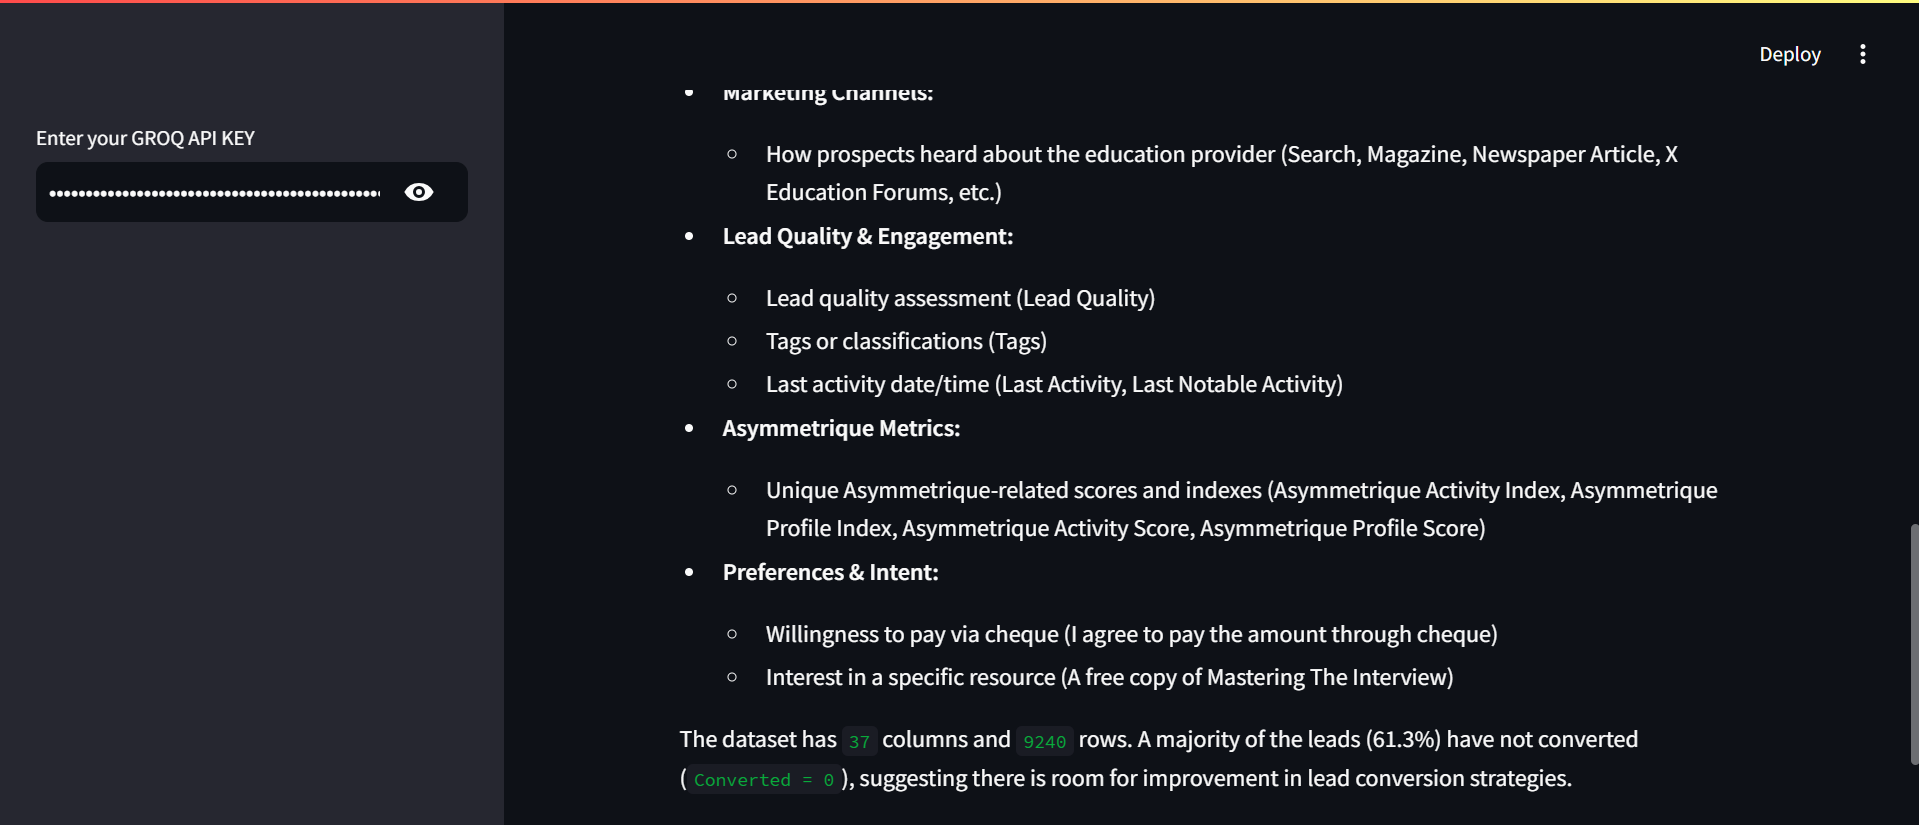 Deploy
Enter your GROQ API KEY
Marketing Channels:
How prospects heard about the education provider (Search, Magazine, Newspaper Article, X
Education Forums, etc.)
Lead Quality & Engagement:
Lead quality assessment (Lead Quality)
Tags or classifications (Tags)
Last activity date/time (Last Activity, Last Notable Activity)
Asymmetrique Metrics:
Unique Asymmetrique-related scores and indexes (Asymmetrique Activity Index, Asymmetrique
Profile Index, Asymmetrique Activity Score, Asymmetrique Profile Score)
Preferences & Intent:
Willingness to pay via cheque (I agree to pay the amount through cheque)
Interest in a specific resource (A free copy of Mastering The Interview)
The dataset has 37 columns and 9240 rows. A majority of the leads (61.3%) have not converted
(Converted = 0), suggesting there is room for improvement in lead conversion strategies.